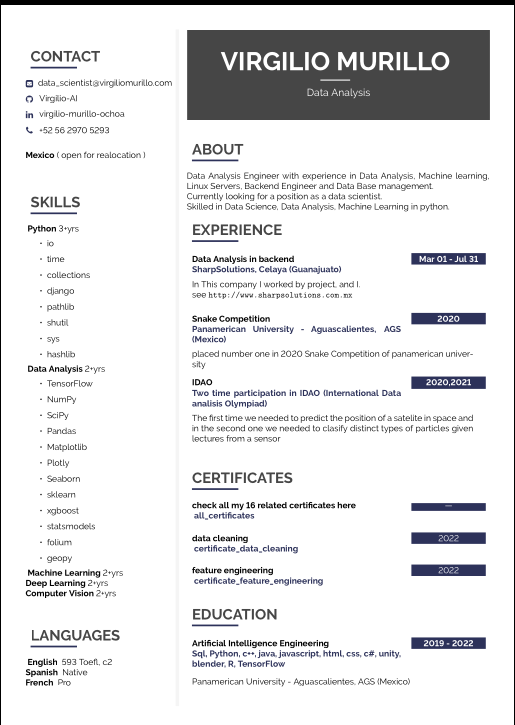 CONTACT
data_scientist@virgiliomurillo.com
Virgilio-AI
virgilio-murillo-ochoa
+52 56 2970 5293
Mexico ( open for realocation )
SKILLS
Python 3+yrs
• io
• time
• collections
• django
• pathlib
• shutil
• sys
• hashlib
Data Analysis 2+yrs
• TensorFlow
• NumPy
• SciPy
• Pandas
• Matplotlib
• Plotly
• Seaborn
• sklearn
• xgboost
• statsmodels
• folium
• geopy
Machine Learning 2+yrs
Deep Learning 2+yrs
Computer Vision 2+yrs
LANGUAGES
English 593 Toefl, c2
Spanish Native
French Pro
VIRGILIO MURILLO
Data Analysis
ABOUT
Data Analysis Engineer with experience in Data Analysis, Machine learning,
Linux Servers, Backend Engineer and Data Base management.
Currently looking for a position as a data scientist.
Skilled in Data Science, Data Analysis, Machine Learning in python.
EXPERIENCE
Data Analysis in backend Mar 01 - Jul 31
SharpSolutions, Celaya (Guanajuato)
In This company I worked by project, and I.
see http://www.sharpsolutions.com.mx
Snake Competition 2020
Panamerican University - Aguascalientes, AGS
(Mexico)
placed number one in 2020 Snake Competition of panamerican univer-
sity
IDAO 2020,2021
Two time participation in IDAO (International Data
analisis Olympiad)
The first one we needed to predict the position of a satelite in space and
in the second one we needed to clasify distinct types of particles given
lectures from a sensor
CERTIFICATES
check all my 16 related certificates here —
all_certificates
data cleaning 2022
certificate_data_cleaning
feature engineering 2022
certificate_feature_engineering
EDUCATION
Artificial Intelligence Engineering 2019 - 2022
Sql, Python, c++, java, javascript, html, css, c#, unity,
blender, R, TensorFlow
Panamerican University - Aguascalientes, AGS (Mexico)